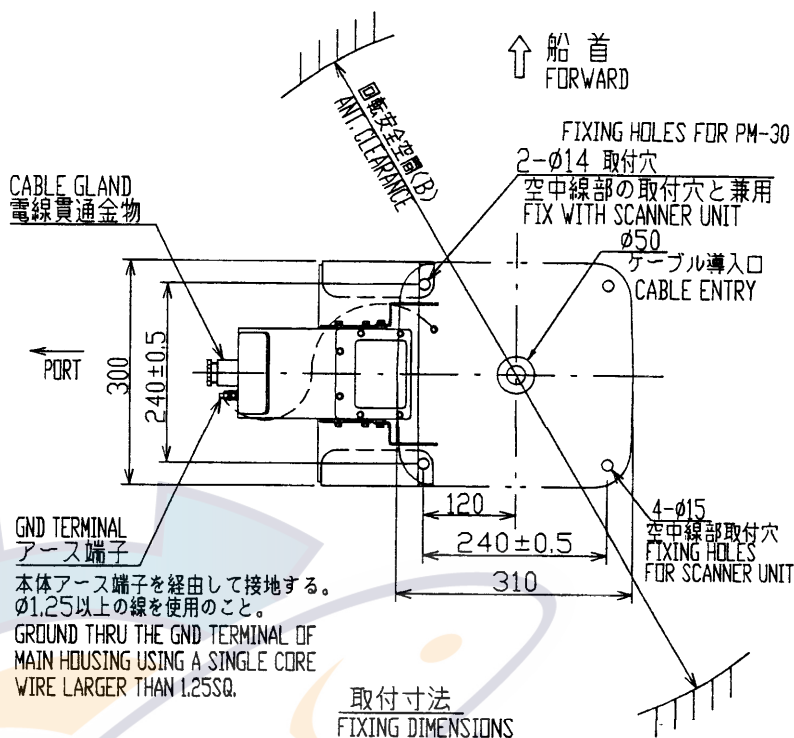 船 首
FORWARD
回転安全空間(B)
ANT. CLEARANCE
FIXING HOLES FOR PM-30
2-Ø14 取付穴
空中線部の取付穴と兼用
FIX WITH SCANNER UNIT
Ø50
ケーブル導入口
CABLE ENTRY
CABLE GLAND
電線貫通金物
PORT
300
240±0.5
120
240±0.5
310
4-Ø15
空中線部取付穴
FIXING HOLES
FOR SCANNER UNIT
GND TERMINAL
アース端子
本体アース端子を経由して接地する。
Ø1.25以上の線を使用のこと。
GROUND THRU THE GND TERMINAL OF
MAIN HOUSING USING A SINGLE CORE
WIRE LARGER THAN 1.25SQ.
取付寸法
FIXING DIMENSIONS